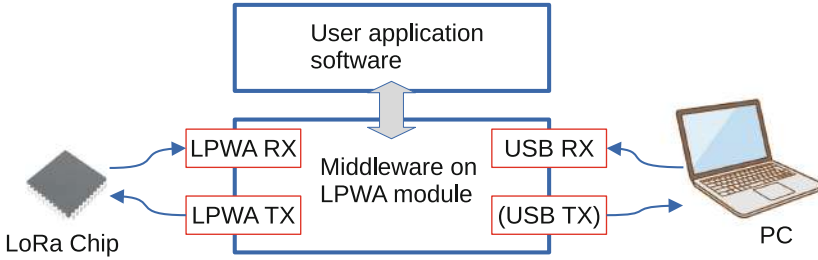 User application
software
LPWA RX
USB RX
Middleware on
LPWA module
LPWA TX
(USB TX)
LoRa Chip
PC